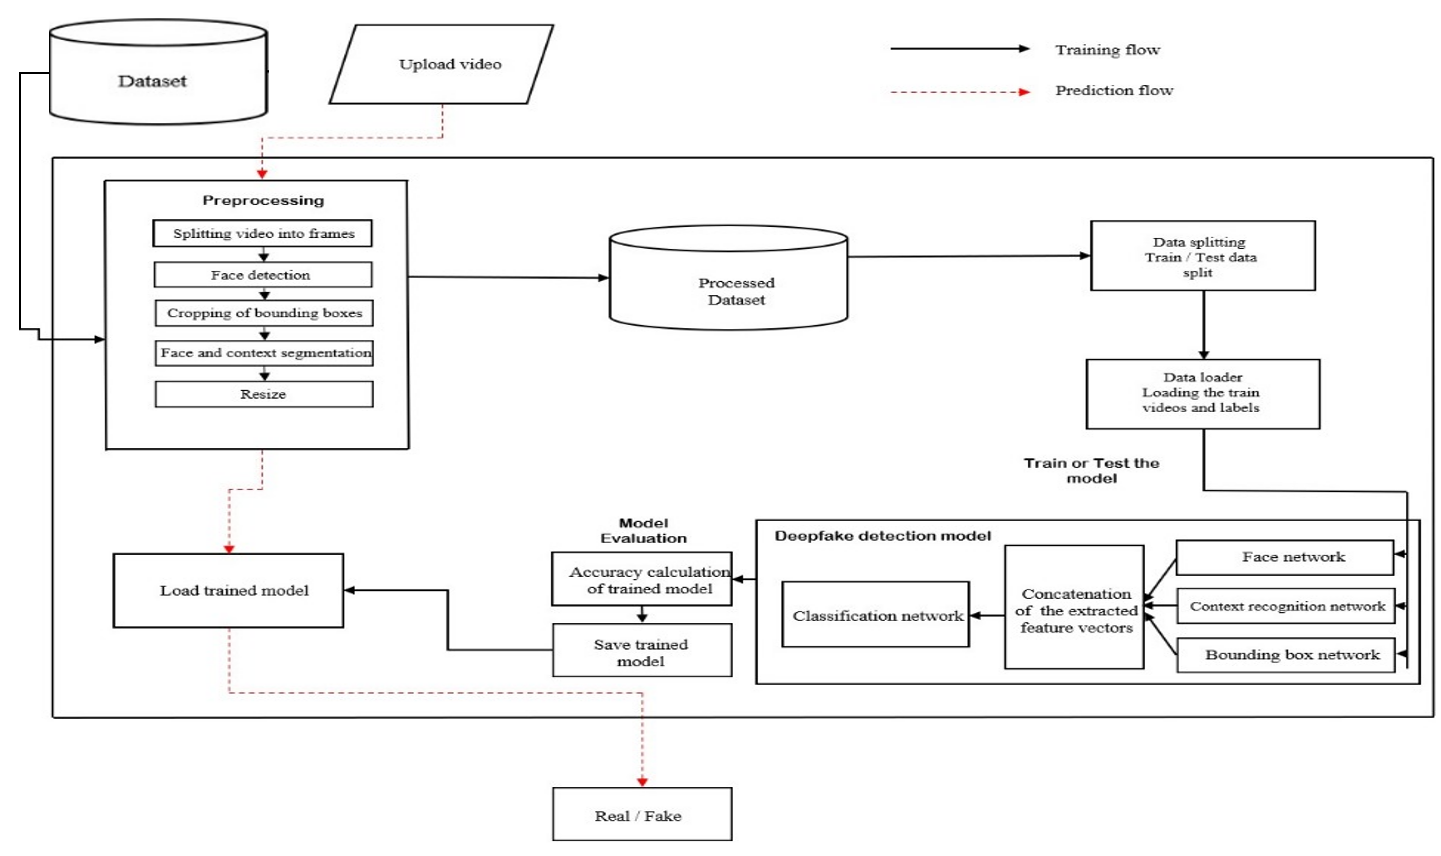 Dataset
Upload video
Training flow
Prediction flow
Preprocessing
Splitting video into frames
Face detection
Cropping of bounding boxes
Face and context segmentation
Resize
Processed
Dataset
Data splitting
Train / Test data
split
Data loader
Loading the train
videos and labels
Train or Test the
model
Deepfake detection model
Face network
Context recognition network
Bounding box network
Concatenation
of the extracted
feature vectors
Classification network
Model
Evaluation
Accuracy calculation
of trained model
Save trained
model
Load trained model
Real / Fake